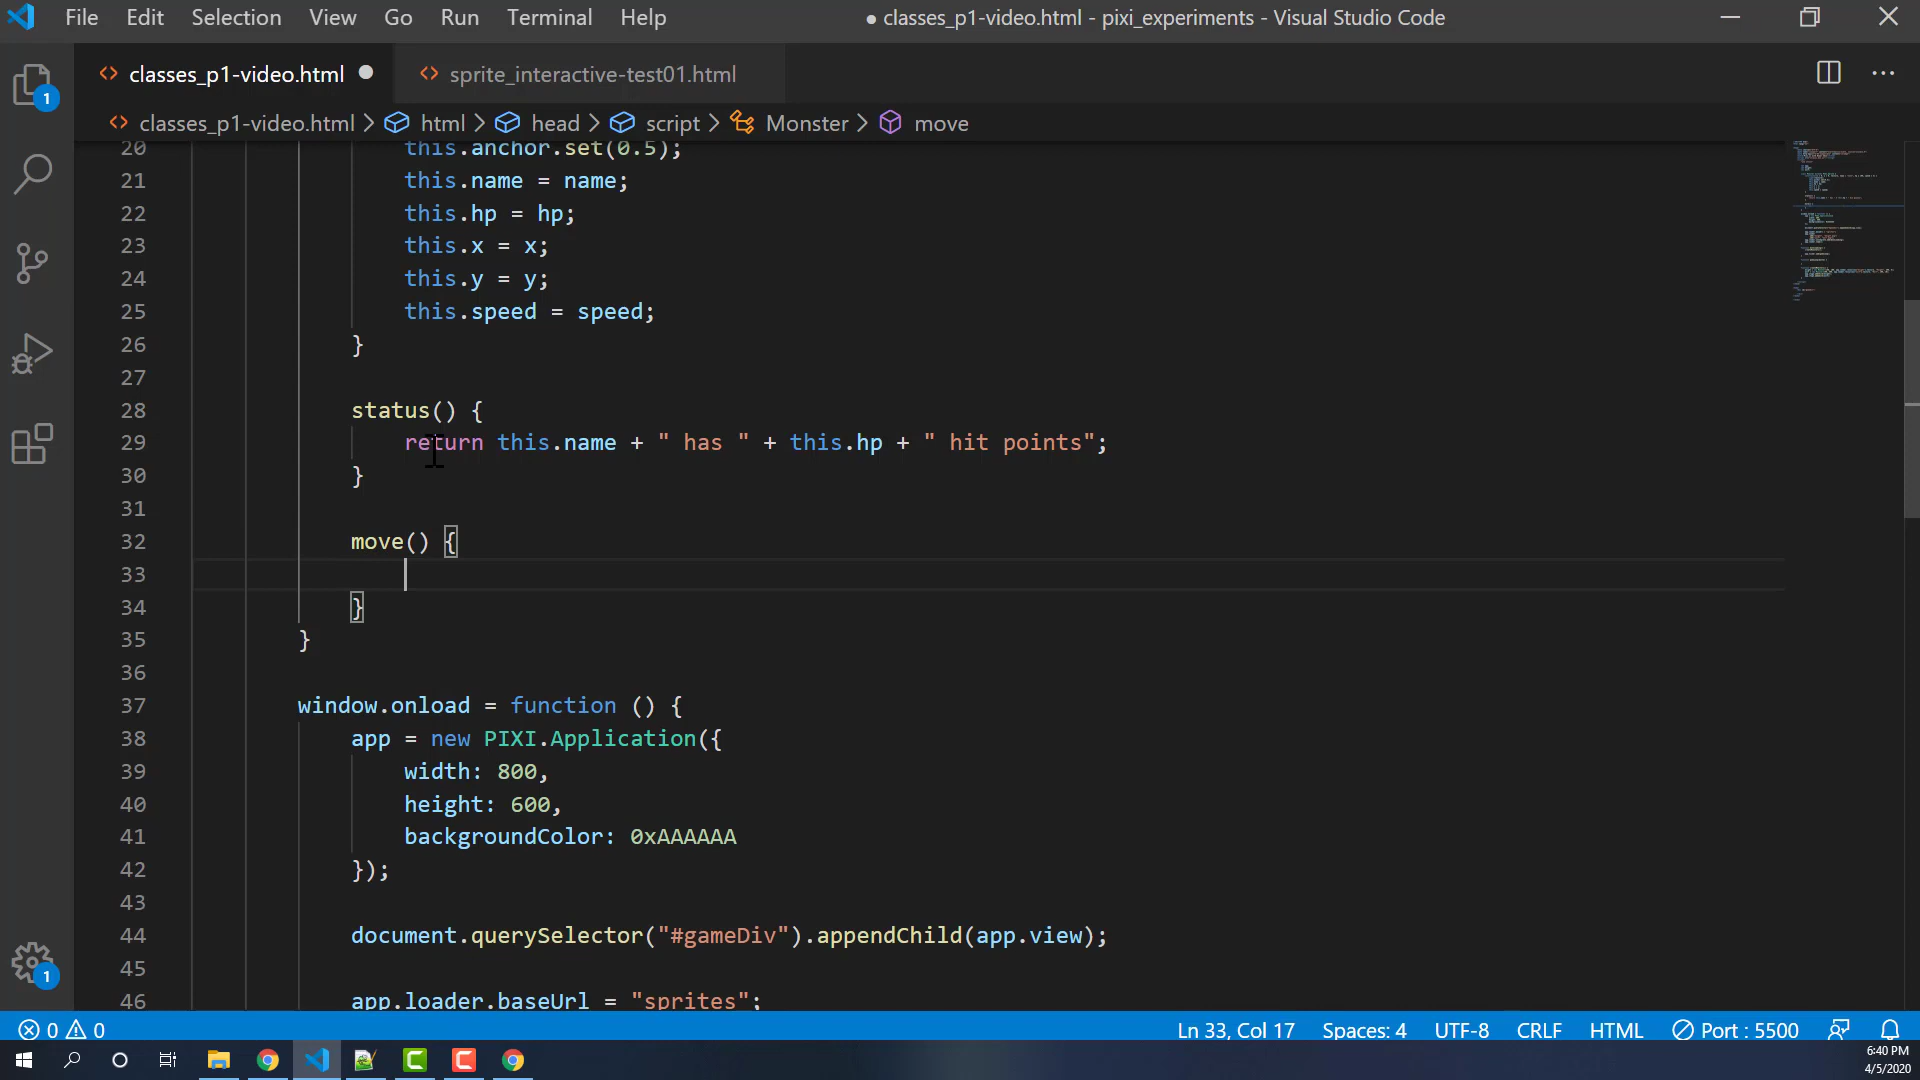 File Edit Selection View Go Run Terminal Help ● classes_p1-video.html - pixi_experiments - Visual Studio Code
classes_p1-video.html sprite_interactive-test01.html
1
classes_p1-video.html > html > head > script > Monster > move
20 this.anchor.set(0.5);
21 this.name = name;
22 this.hp = hp;
23 this.x = x;
24 this.y = y;
25 this.speed = speed;
26 }
27
28 status() {
29 return this.name + " has " + this.hp + " hit points";
30 }
31
32 move() {
33
34 }
35 }
36
37 window.onload = function () {
38 app = new PIXI.Application({
39 width: 800,
40 height: 600,
41 backgroundColor: 0xAAAAAA
42 });
43
44 document.querySelector("#gameDiv").appendChild(app.view);
45
46 app.loader.baseUrl = "sprites";
1
0 0 Ln 33, Col 17 Spaces: 4 UTF-8 CRLF HTML Port : 5500
6:40 PM
4/5/2020